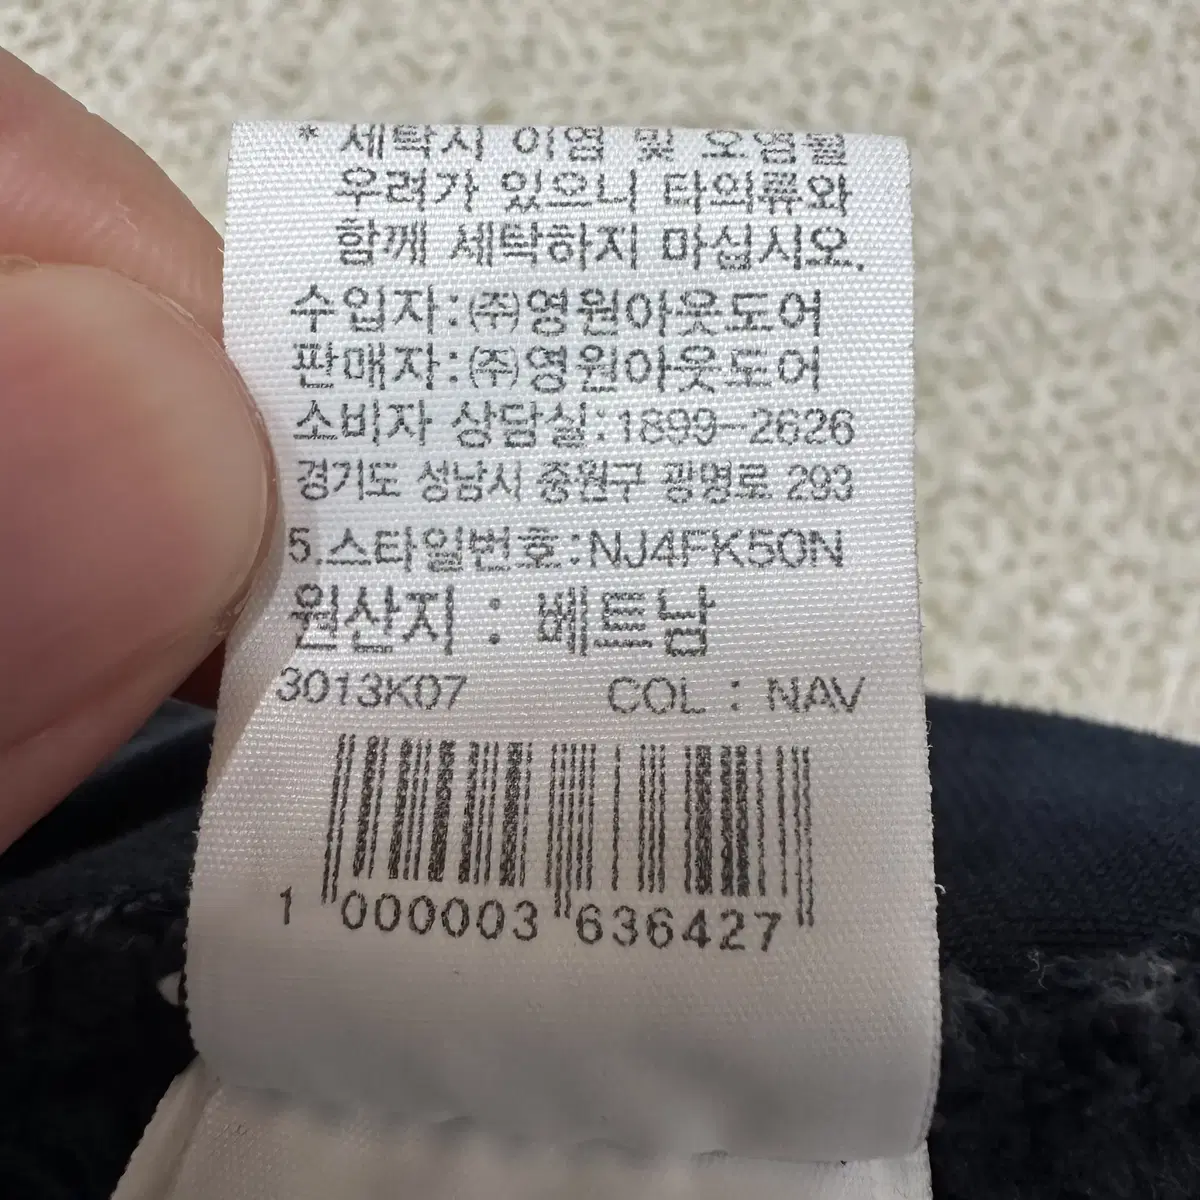 * 세탁시 이염 및 오염될
우려가 있으니 타의류와
함께 세탁하지 마십시오.
수입자:㈜영원아웃도어
판매자:㈜영원아웃도어
소비자 상담실:1899-2626
경기도 성남시 중원구 광명로 293
5.스타일번호:NJ4FK50N
원산지 : 베트남
3013K07 COL : NAV
1 000003 636427